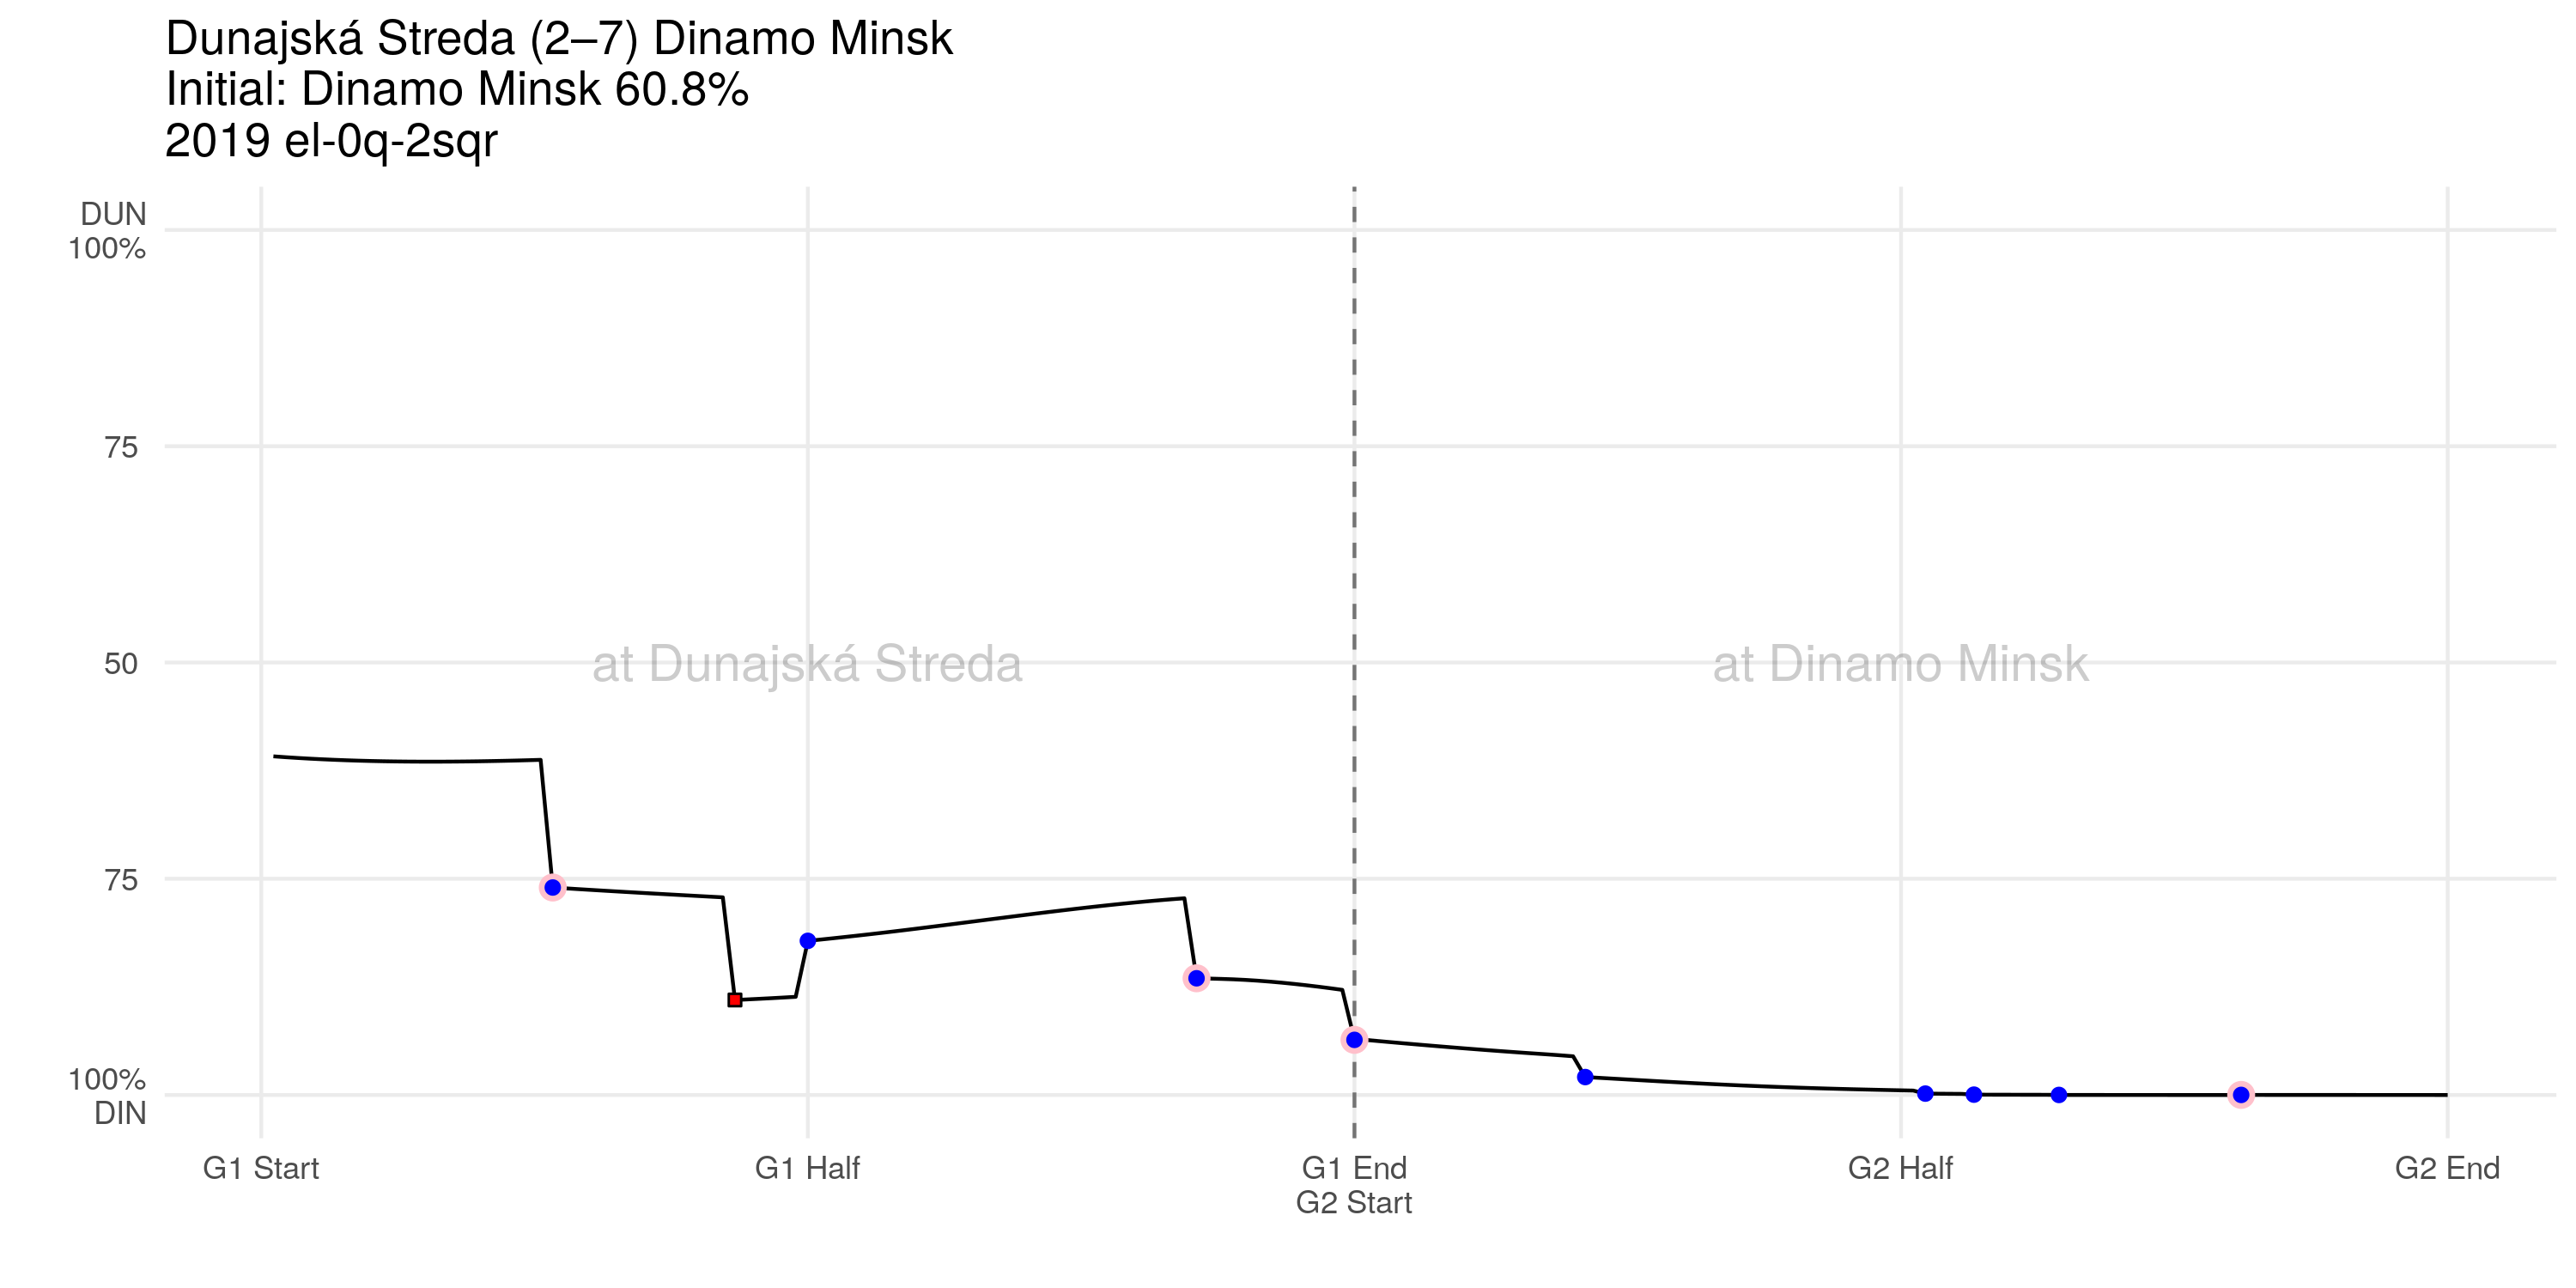 Dunajská Streda (2–7) Dinamo Minsk
Initial: Dinamo Minsk 60.8%
2019 el-0q-2sqr
DUN
100%
75
50
75
100%
DIN
at Dunajská Streda
at Dinamo Minsk
G1 Start
G1 Half
G1 End
G2 Start
G2 Half
G2 End